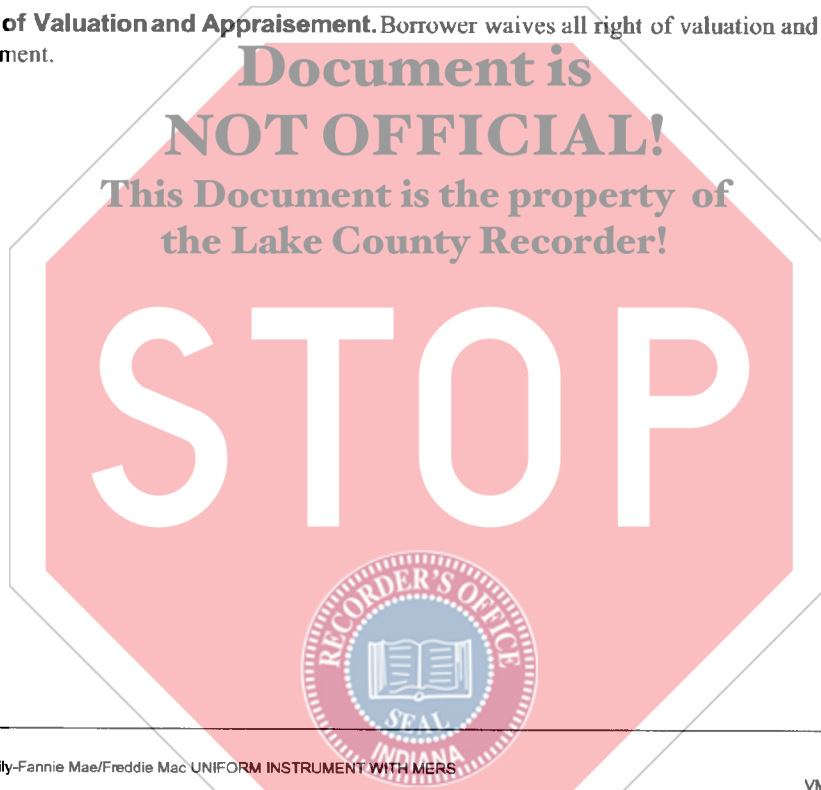 of Valuation and Appraisement. Borrower waives all right of valuation and
ment.
Document is
NOT OFFICIAL!
This Document is the property of
the Lake County Recorder!
STOP
RECORDER'S OFFICE
SEAL
INDIANA
ily-Fannie Mae/Freddie Mac UNIFORM INSTRUMENT WITH MERS
VM